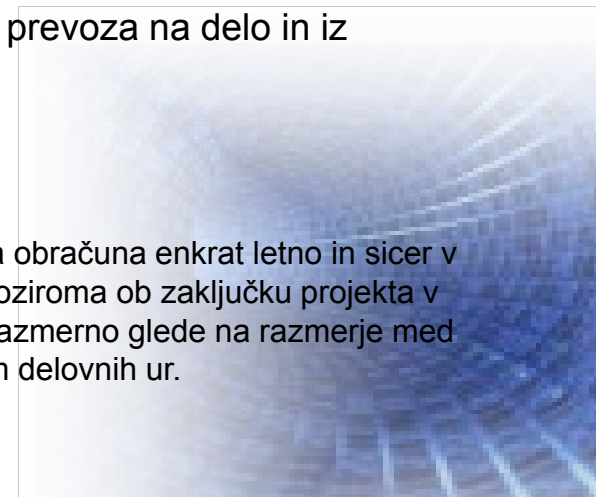 prevoza na delo in iz
obračuna enkrat letno in sicer v
oziroma ob zaključku projekta v
razmerno glede na razmerje med
delovnih ur.